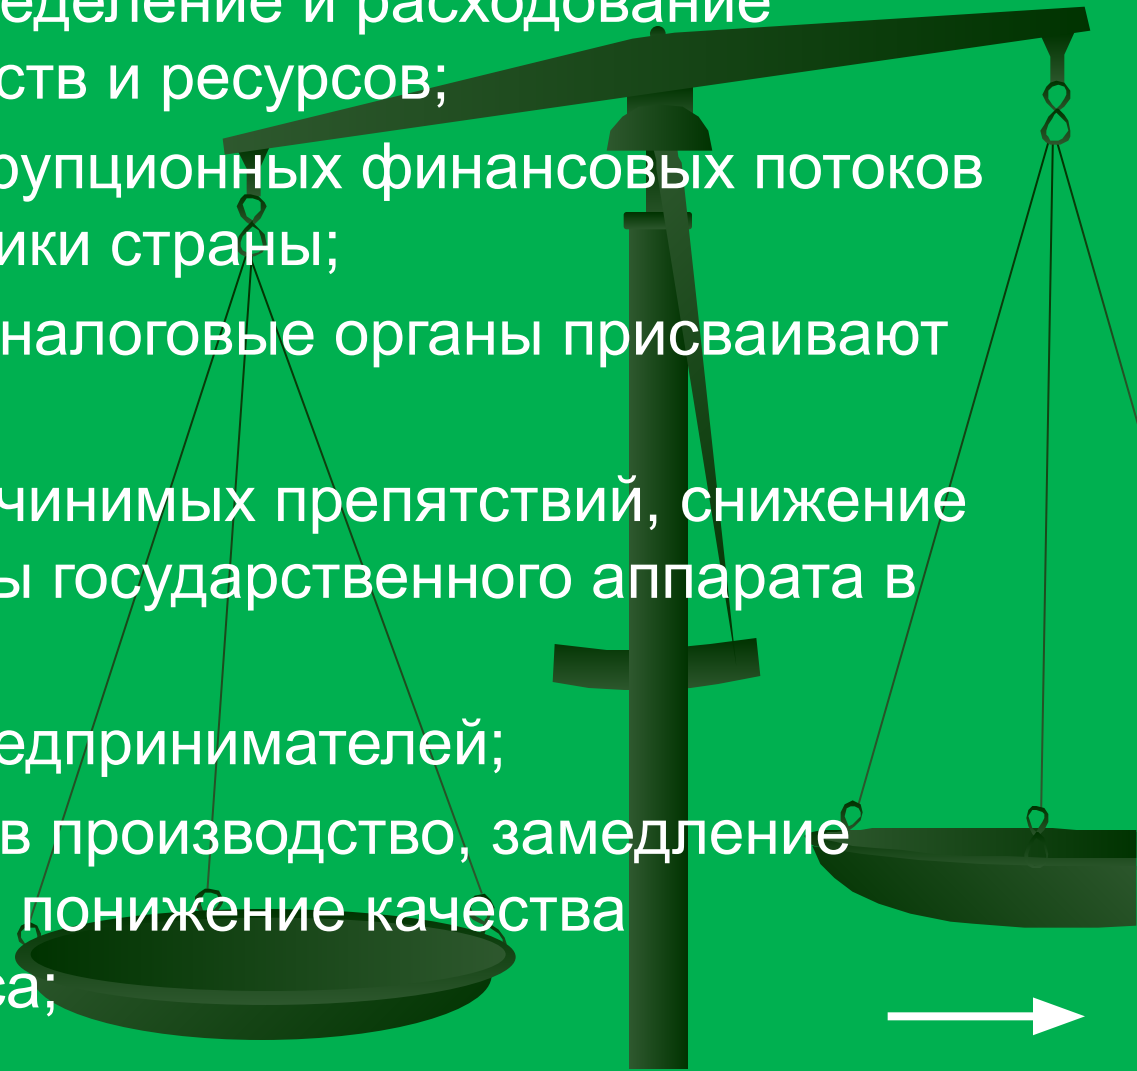 еделение и расходование
ств и ресурсов;
рупционных финансовых потоков
ики страны;
налоговые органы присваивают
чинимых препятствий, снижение
ы государственного аппарата в
едпринимателей;
в производство, замедление
понижение качества
са;